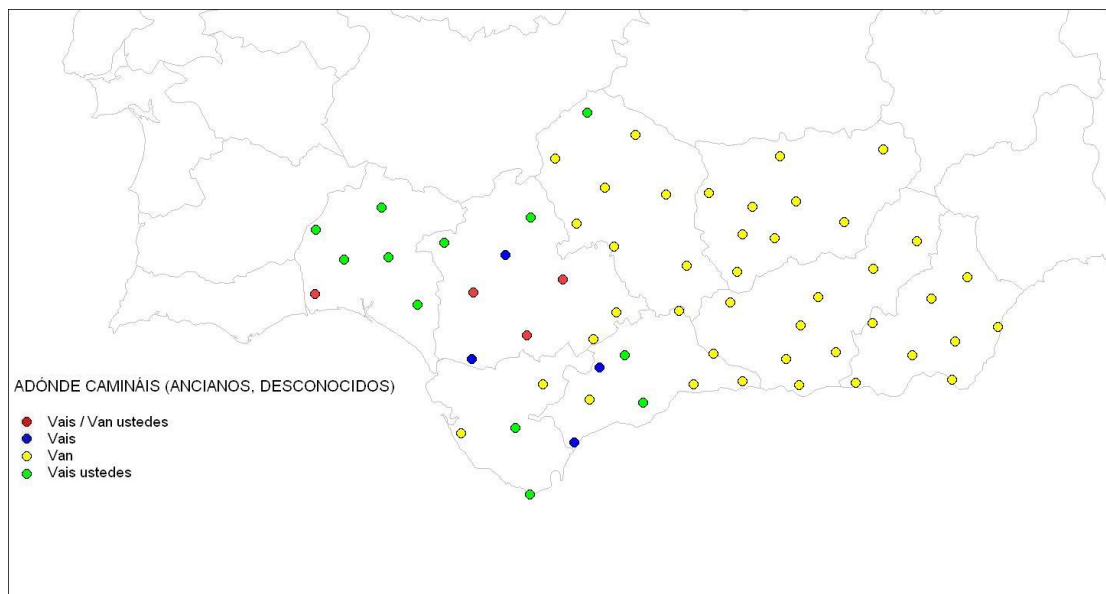 ADÓNDE CAMINÁIS (ANCIANOS, DESCONOCIDOS)
Vais / Van ustedes
Vais
Van
Vais ustedes